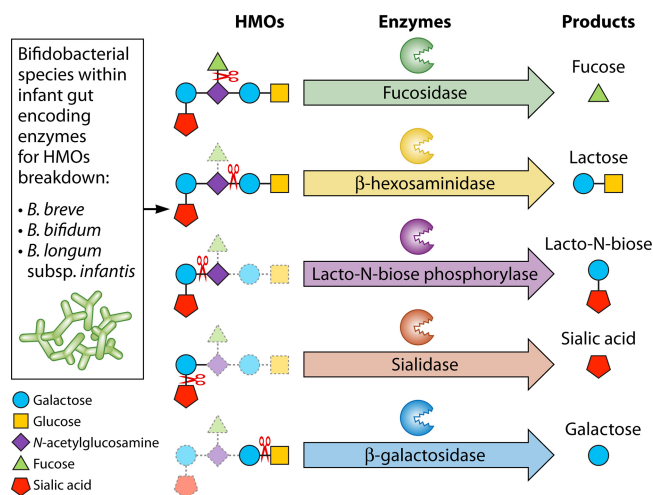 HMOs
Enzymes
Products
Bifidobacterial
species within
infant gut
encoding
enzymes
for HMOs
breakdown:
• B. breve
• B. bifidum
• B. longum
subsp. infantis
Fucosidase
Fucose
β-hexosaminidase
Lactose
Lacto-N-biose phosphorylase
Lacto-N-biose
Sialidase
Sialic acid
β-galactosidase
Galactose
Galactose
Glucose
N-acetylglucosamine
Fucose
Sialic acid